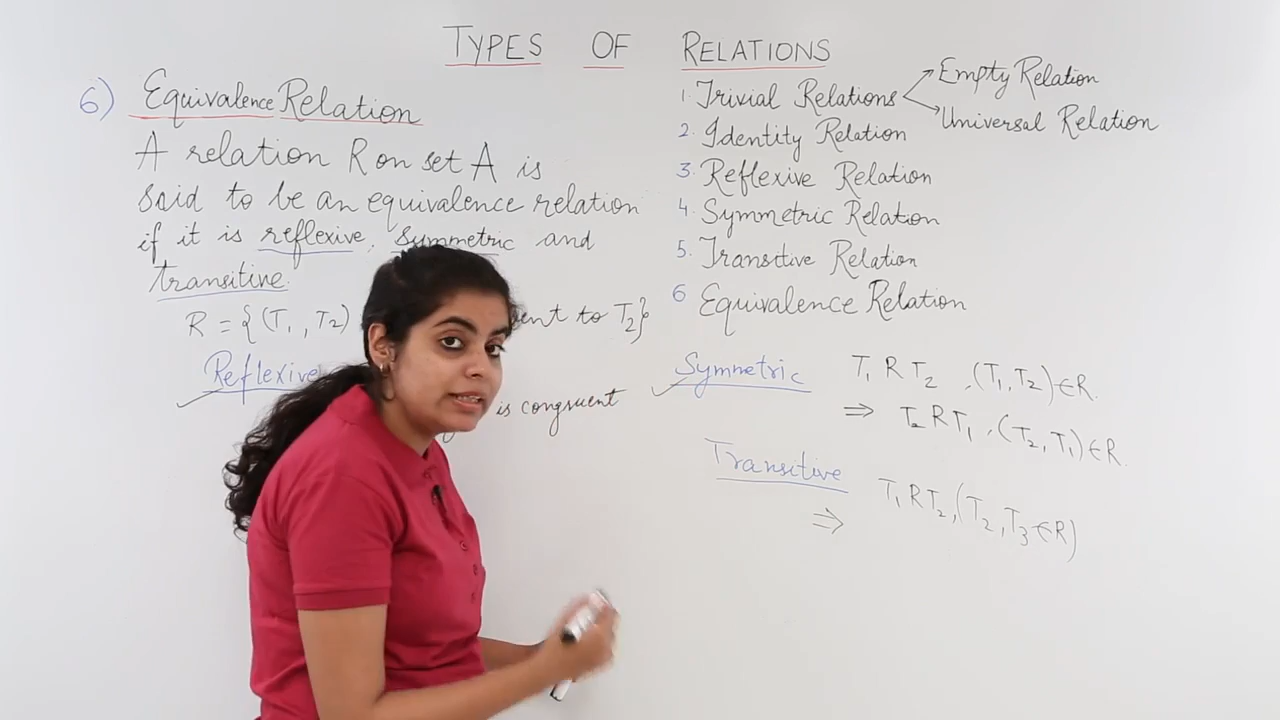 TYPES OF RELATIONS
6) Equivalence Relation
A relation R on set A is
said to be an equivalence relation
if it is reflexive, symmetric and
transitive.
R = {(T₁, T₂) ent to T₂}
Reflexive
is congruent
1. Trivial Relations
Empty Relation
Universal Relation
2. Identity Relation
3. Reflexive Relation
4. Symmetric Relation
5. Transitive Relation
6 Equivalence Relation
Symmetric T₁ R T₂ , (T₁, T₂) ∈ R.
⇒ T₂ R T₁ , (T₂, T₁) ∈ R.
Transitive T₁ R T₂, (T₂, T₃ ∈ R)
⇒